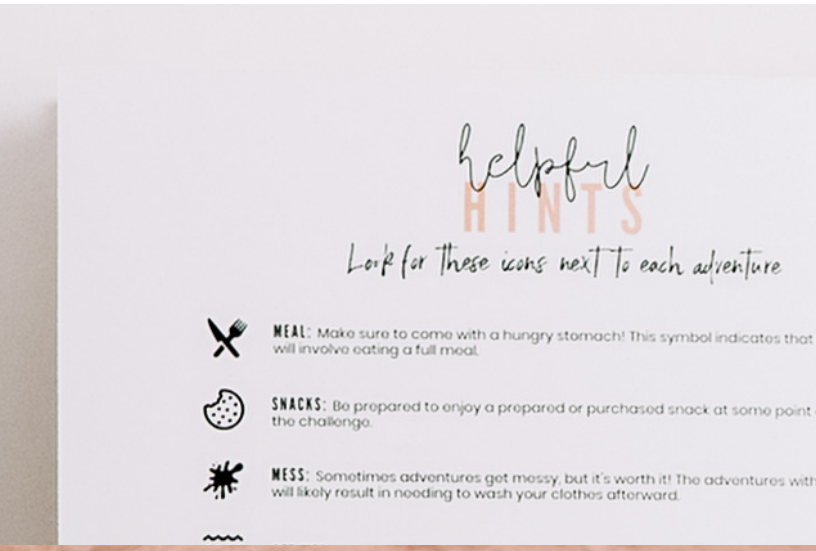 helpful
HINTS
Look for these icons next to each adventure
MEAL: Make sure to come with a hungry stomach! This symbol indicates that
will involve eating a full meal.
SNACKS: Be prepared to enjoy a prepared or purchased snack at some point
the challenge.
MESS: Sometimes adventures get messy, but it's worth it! The adventures with
will likely result in needing to wash your clothes afterward.